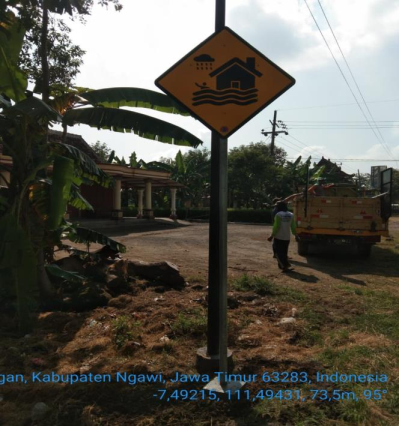 gan, Kabupaten Ngawi, Jawa Timur 63283, Indonesia
-7,49215, 111,49431, 73,5m, 95°